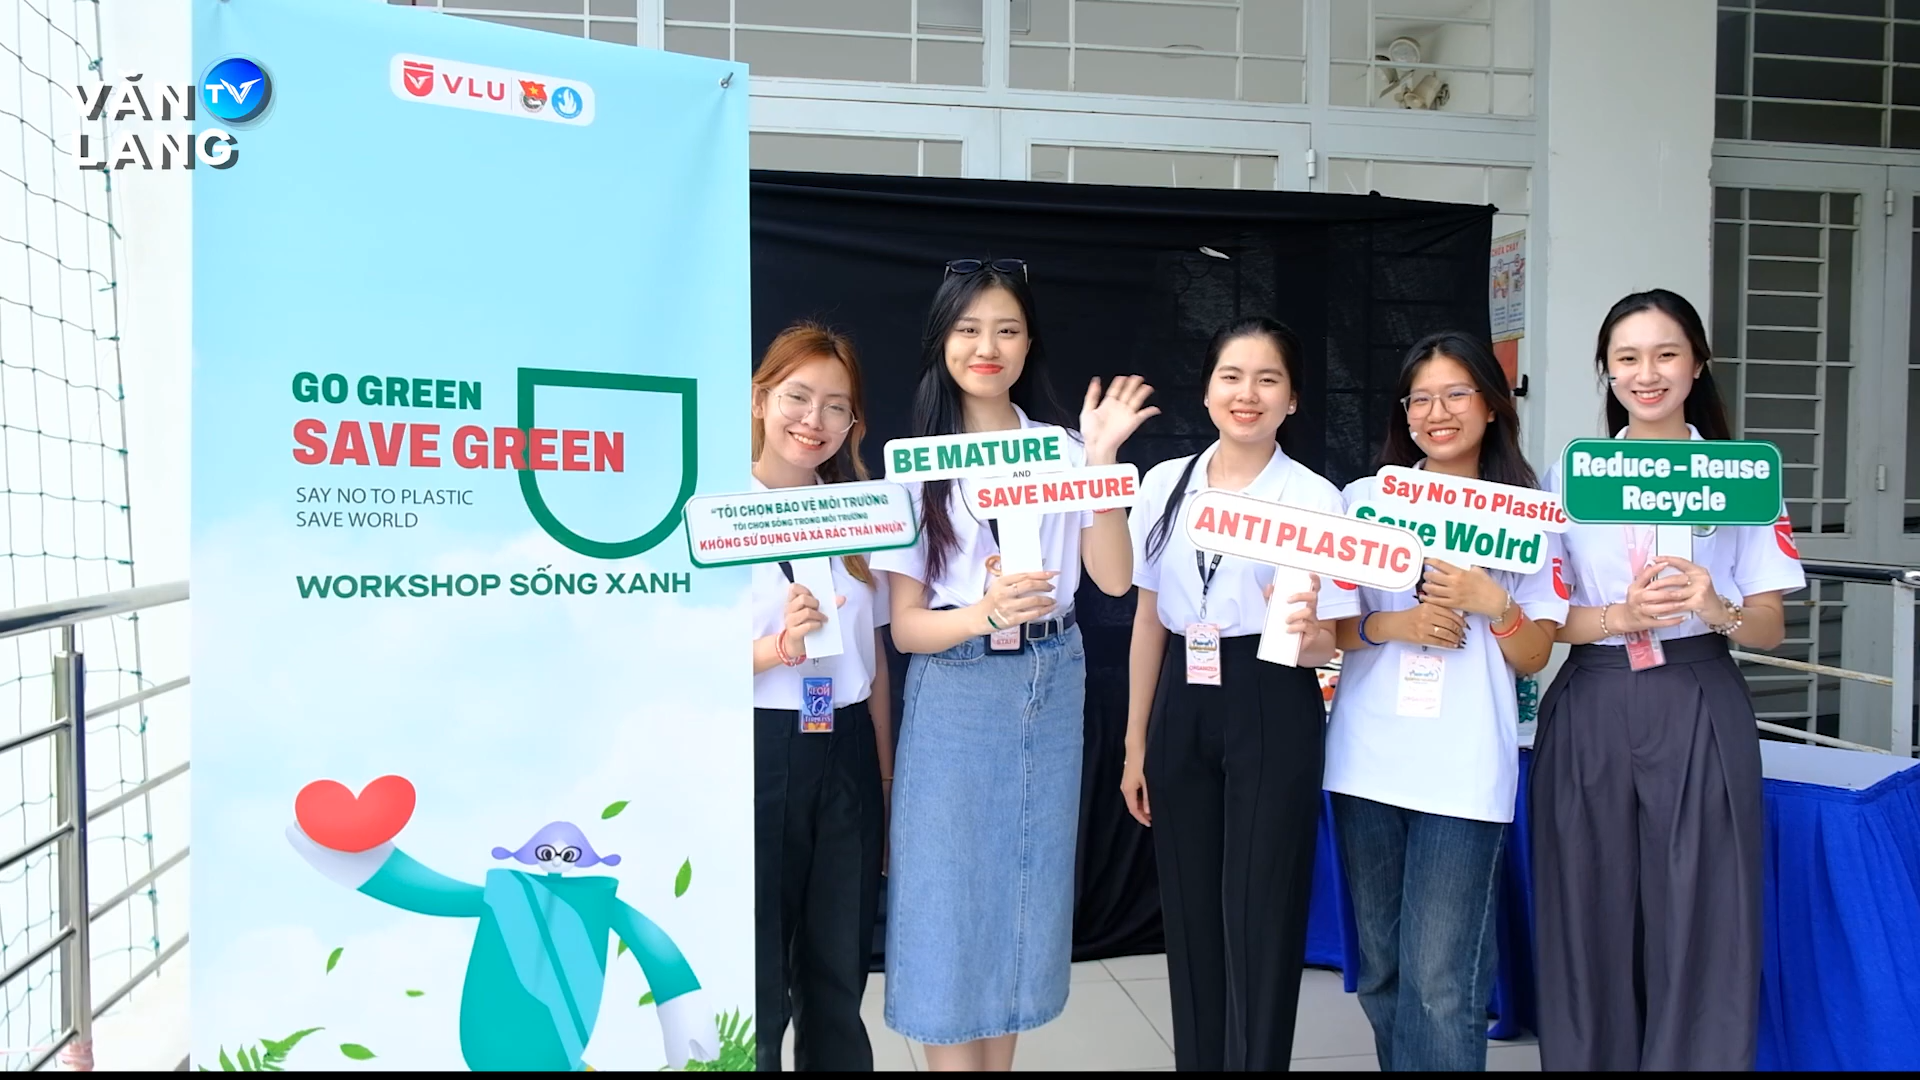 VĂN TV
LANG
VLU
GO GREEN
SAVE GREEN
SAY NO TO PLASTIC
SAVE WORLD
WORKSHOP SỐNG XANH
"TÔI CHỌN BẢO VỆ MÔI TRƯỜNG
TÔI CHỌN SỐNG TRONG MÔI TRƯỜNG
KHÔNG SỬ DỤNG VÀ XẢ RÁC THẢI NHỰA"
BE MATURE
AND
SAVE NATURE
ANTI PLASTIC
Say No To Plastic
Save Wolrd
Reduce - Reuse
Recycle
STAFF
ORGANIZER